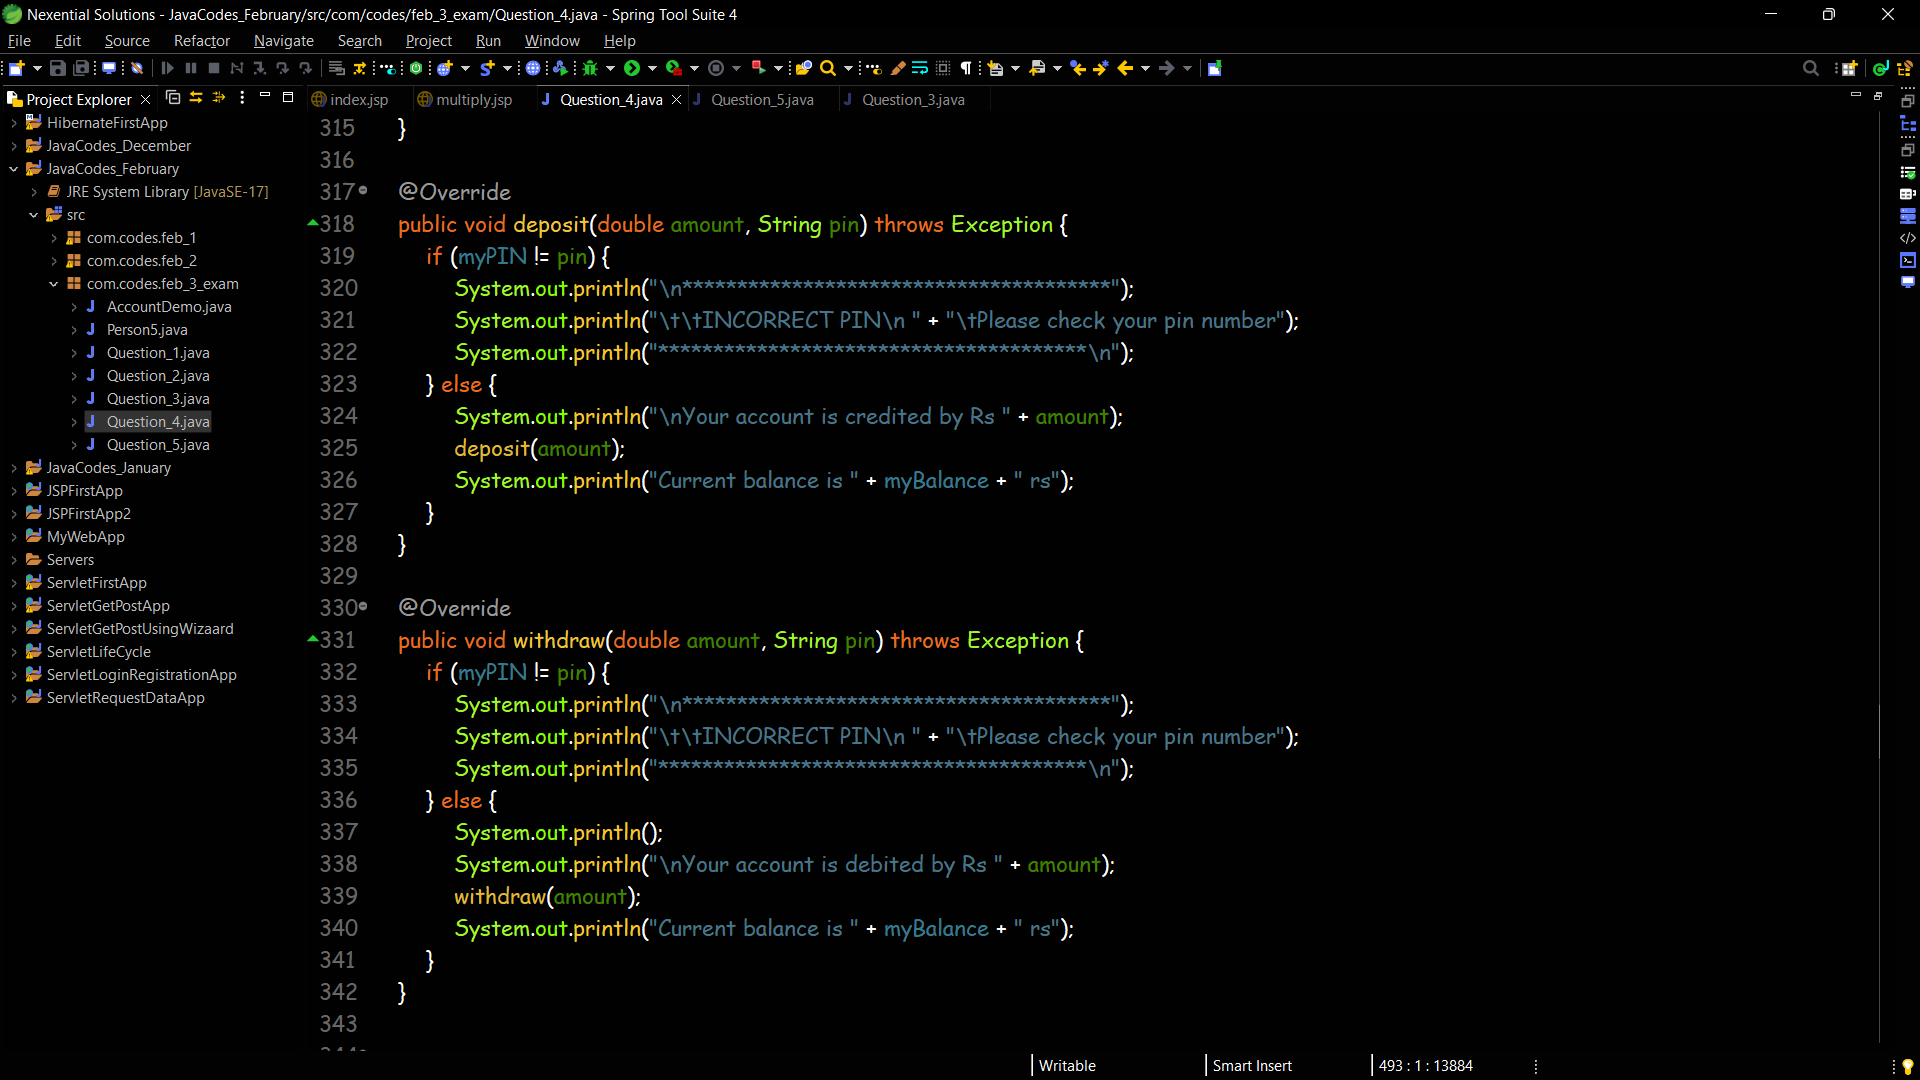 Nexential Solutions - JavaCodes_February/src/com/codes/feb_3_exam/Question_4.java - Spring Tool Suite 4
File Edit Source Refactor Navigate Search Project Run Window Help
Project Explorer
index.jsp multiply.jsp Question_4.java Question_5.java Question_3.java
HibernateFirstApp
JavaCodes_December
JavaCodes_February
JRE System Library [JavaSE-17]
src
com.codes.feb_1
com.codes.feb_2
com.codes.feb_3_exam
AccountDemo.java
Person5.java
Question_1.java
Question_2.java
Question_3.java
Question_4.java
Question_5.java
JavaCodes_January
JSPFirstApp
JSPFirstApp2
MyWebApp
Servers
ServletFirstApp
ServletGetPostApp
ServletGetPostUsingWizaard
ServletLifeCycle
ServletLoginRegistrationApp
ServletRequestDataApp
315 }
316
317 @Override
318 public void deposit(double amount, String pin) throws Exception {
319 if (myPIN != pin) {
320 System.out.println("\n***************************************");
321 System.out.println("\t\tINCORRECT PIN\n " + "\tPlease check your pin number");
322 System.out.println("***************************************\n");
323 } else {
324 System.out.println("\nYour account is credited by Rs " + amount);
325 deposit(amount);
326 System.out.println("Current balance is " + myBalance + " rs");
327 }
328 }
329
330 @Override
331 public void withdraw(double amount, String pin) throws Exception {
332 if (myPIN != pin) {
333 System.out.println("\n***************************************");
334 System.out.println("\t\tINCORRECT PIN\n " + "\tPlease check your pin number");
335 System.out.println("***************************************\n");
336 } else {
337 System.out.println();
338 System.out.println("\nYour account is debited by Rs " + amount);
339 withdraw(amount);
340 System.out.println("Current balance is " + myBalance + " rs");
341 }
342 }
343
Writable Smart Insert 493 : 1 : 13884